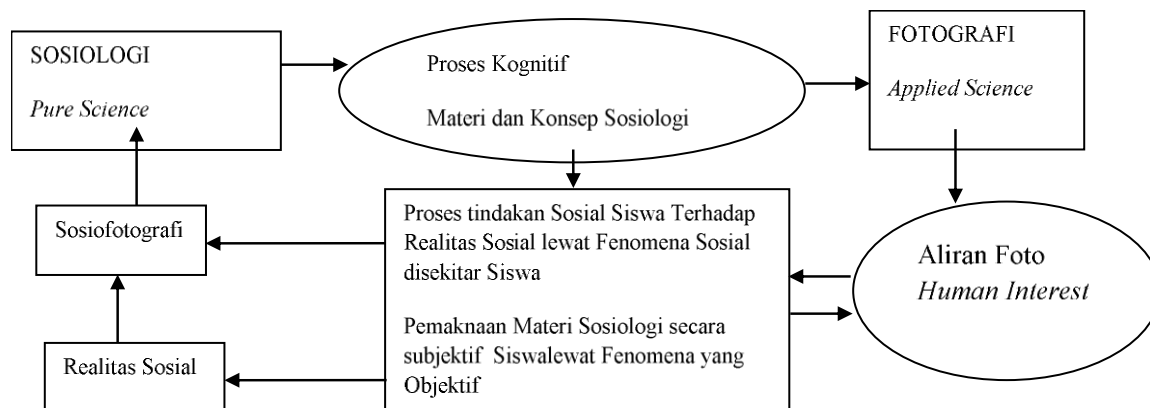 SOSIOLOGI
Pure Science
Proses Kognitif
Materi dan Konsep Sosiologi
FOTOGRAFI
Applied Science
Sosiofotografi
Proses tindakan Sosial Siswa Terhadap
Realitas Sosial lewat Fenomena Sosial
disekitar Siswa
Pemaknaan Materi Sosiologi secara
subjektif Siswalewat Fenomena yang
Objektif
Aliran Foto
Human Interest
Realitas Sosial